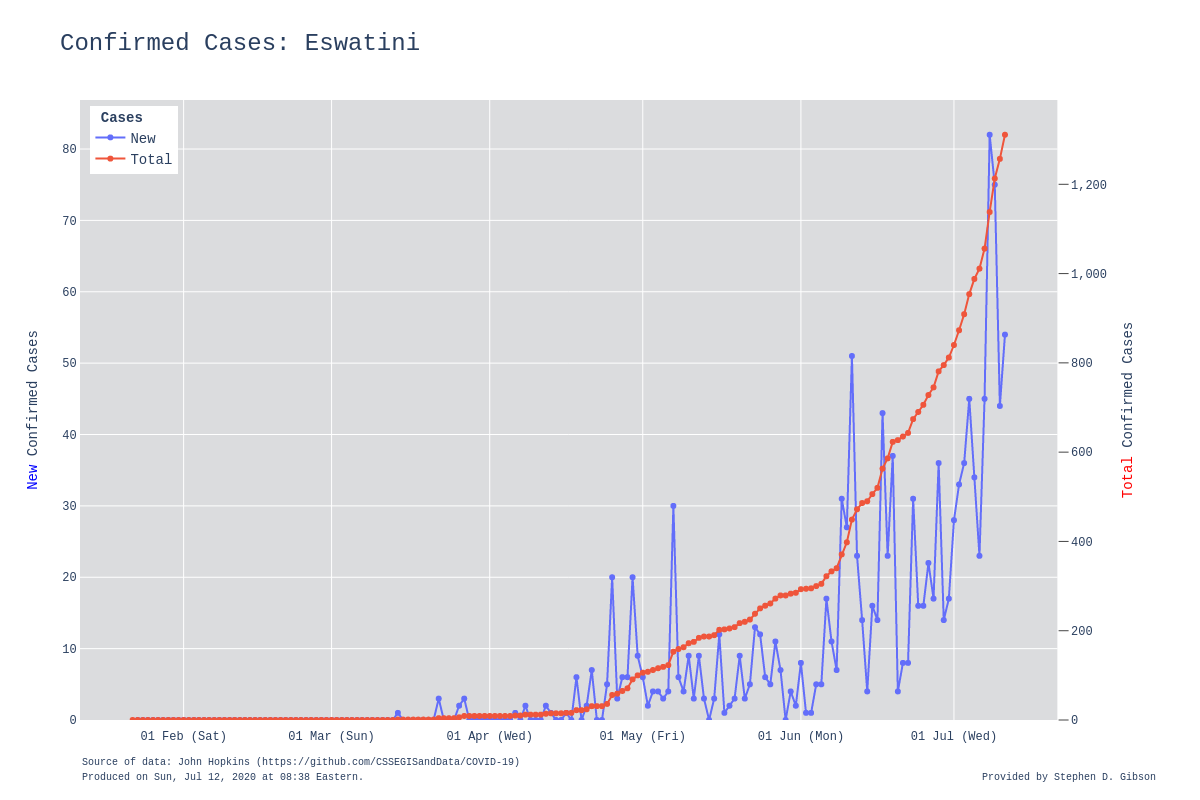 Confirmed Cases: Eswatini
Cases
New
Total
80
70
60
50
40
30
20
10
0
1,200
1,000
800
600
400
200
0
New Confirmed Cases
Total Confirmed Cases
01 Feb (Sat)
01 Mar (Sun)
01 Apr (Wed)
01 May (Fri)
01 Jun (Mon)
01 Jul (Wed)
Source of data: John Hopkins (https://github.com/CSSEGISandData/COVID-19)
Produced on Sun, Jul 12, 2020 at 08:38 Eastern.
Provided by Stephen D. Gibson